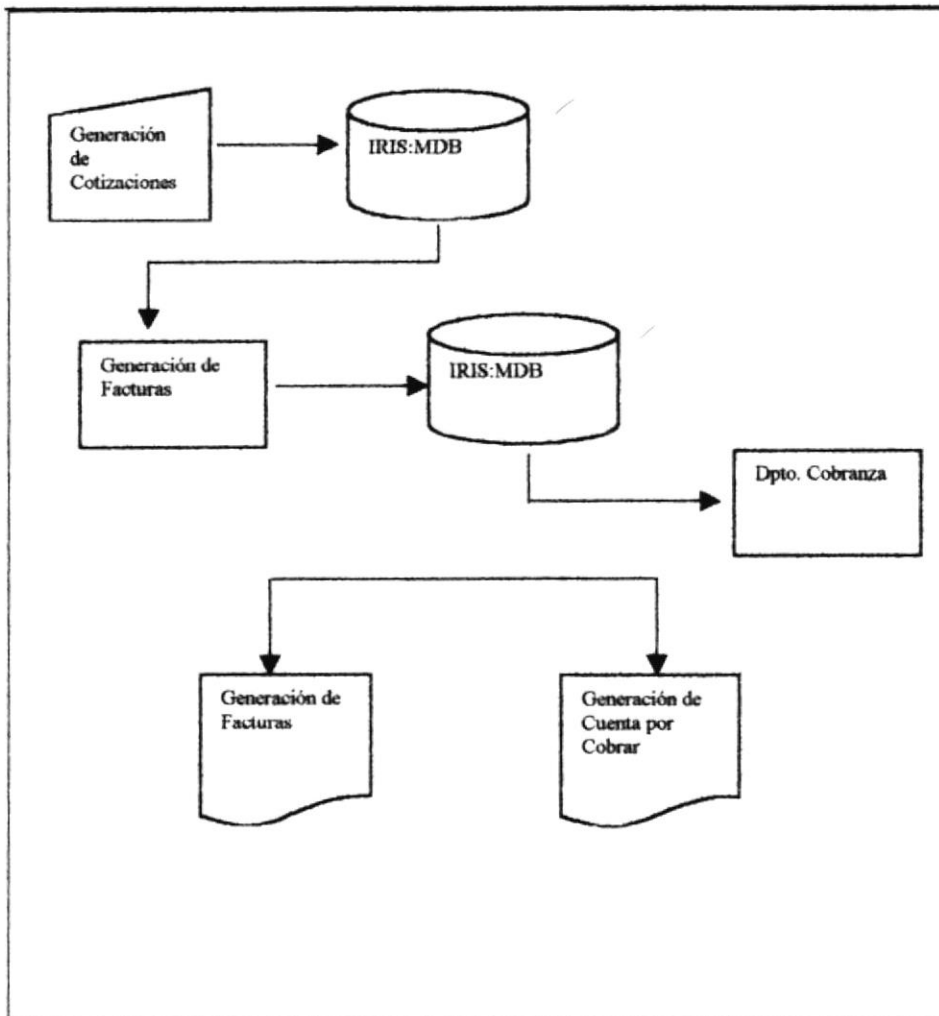 Generación
de
Cotizaciones
IRIS:MDB
Generación de
Facturas
IRIS:MDB
Dpto. Cobranza
Generación de
Facturas
Generación de
Cuenta por
Cobrar